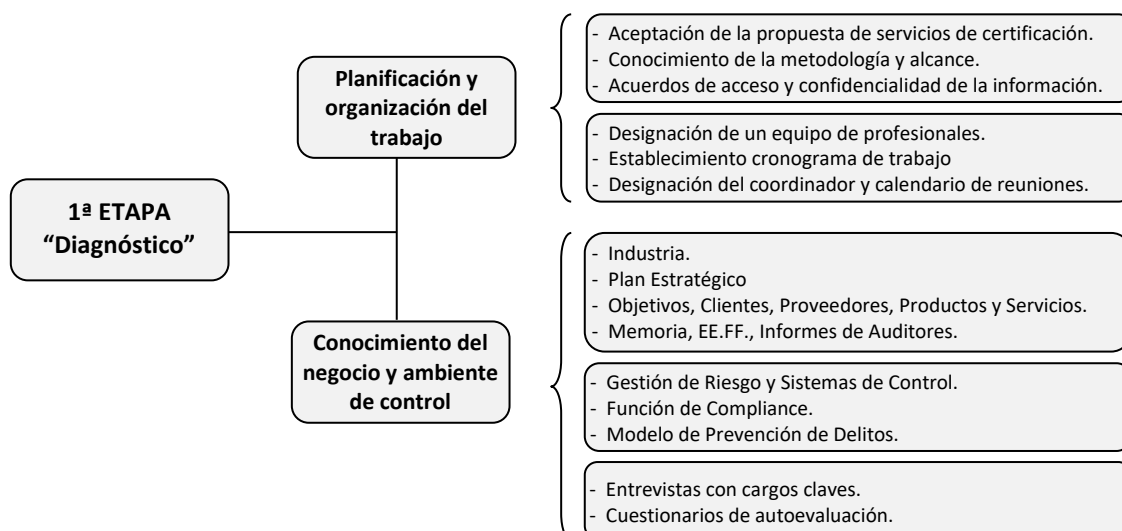 1ª ETAPA
“Diagnóstico”
Planificación y
organización del
trabajo
- Aceptación de la propuesta de servicios de certificación.
- Conocimiento de la metodología y alcance.
- Acuerdos de acceso y confidencialidad de la información.
- Designación de un equipo de profesionales.
- Establecimiento cronograma de trabajo
- Designación del coordinador y calendario de reuniones.
Conocimiento del
negocio y ambiente
de control
- Industria.
- Plan Estratégico
- Objetivos, Clientes, Proveedores, Productos y Servicios.
- Memoria, EE.FF., Informes de Auditores.
- Gestión de Riesgo y Sistemas de Control.
- Función de Compliance.
- Modelo de Prevención de Delitos.
- Entrevistas con cargos claves.
- Cuestionarios de autoevaluación.